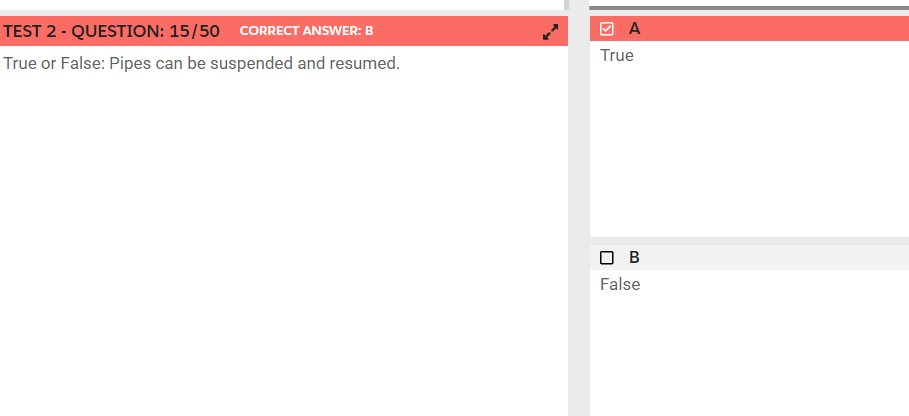 TEST 2 - QUESTION: 15/50 CORRECT ANSWER: B
True or False: Pipes can be suspended and resumed.
A
True
B
False